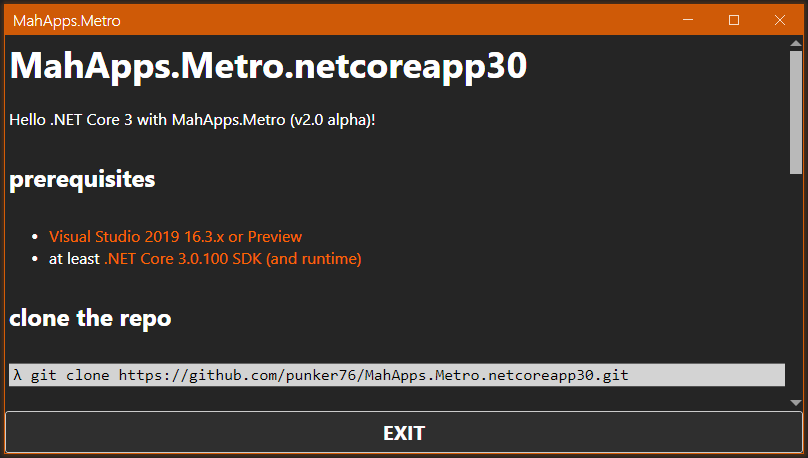 MahApps.Metro
MahApps.Metro.netcoreapp30
Hello .NET Core 3 with MahApps.Metro (v2.0 alpha)!
prerequisites
• Visual Studio 2019 16.3.x or Preview
• at least .NET Core 3.0.100 SDK (and runtime)
clone the repo
λ git clone https://github.com/punker76/MahApps.Metro.netcoreapp30.git
EXIT